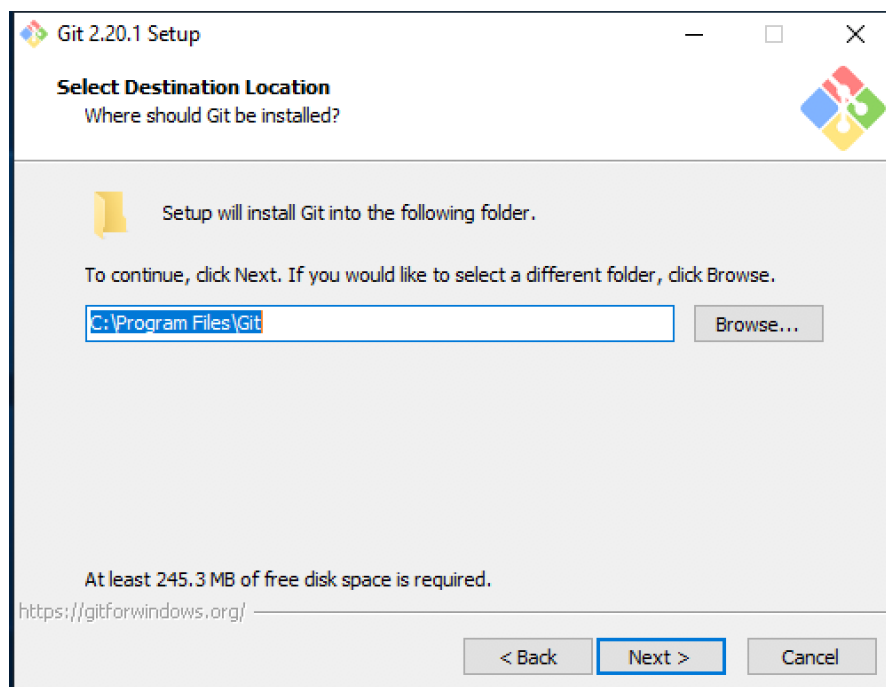 Git 2.20.1 Setup
Select Destination Location
Where should Git be installed?
Setup will install Git into the following folder.
To continue, click Next. If you would like to select a different folder, click Browse.
C:\Program Files\Git
Browse...
At least 245.3 MB of free disk space is required.
https://gitforwindows.org/
< Back
Next >
Cancel